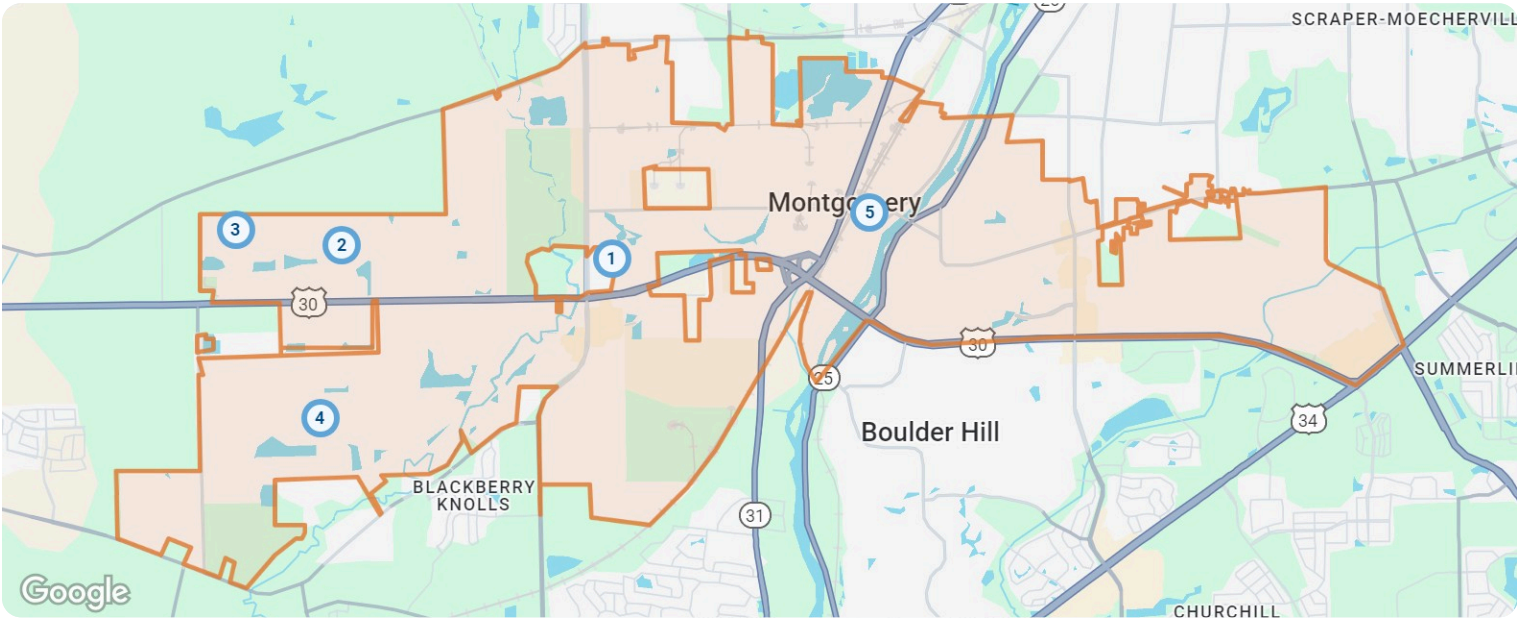 SCRAPER-MOECHERVILL
Montgomery
3
2
5
1
30
30
25
SUMMERLI
4
34
Boulder Hill
BLACKBERRY
KNOLLS
31
Google
CHURCHILL